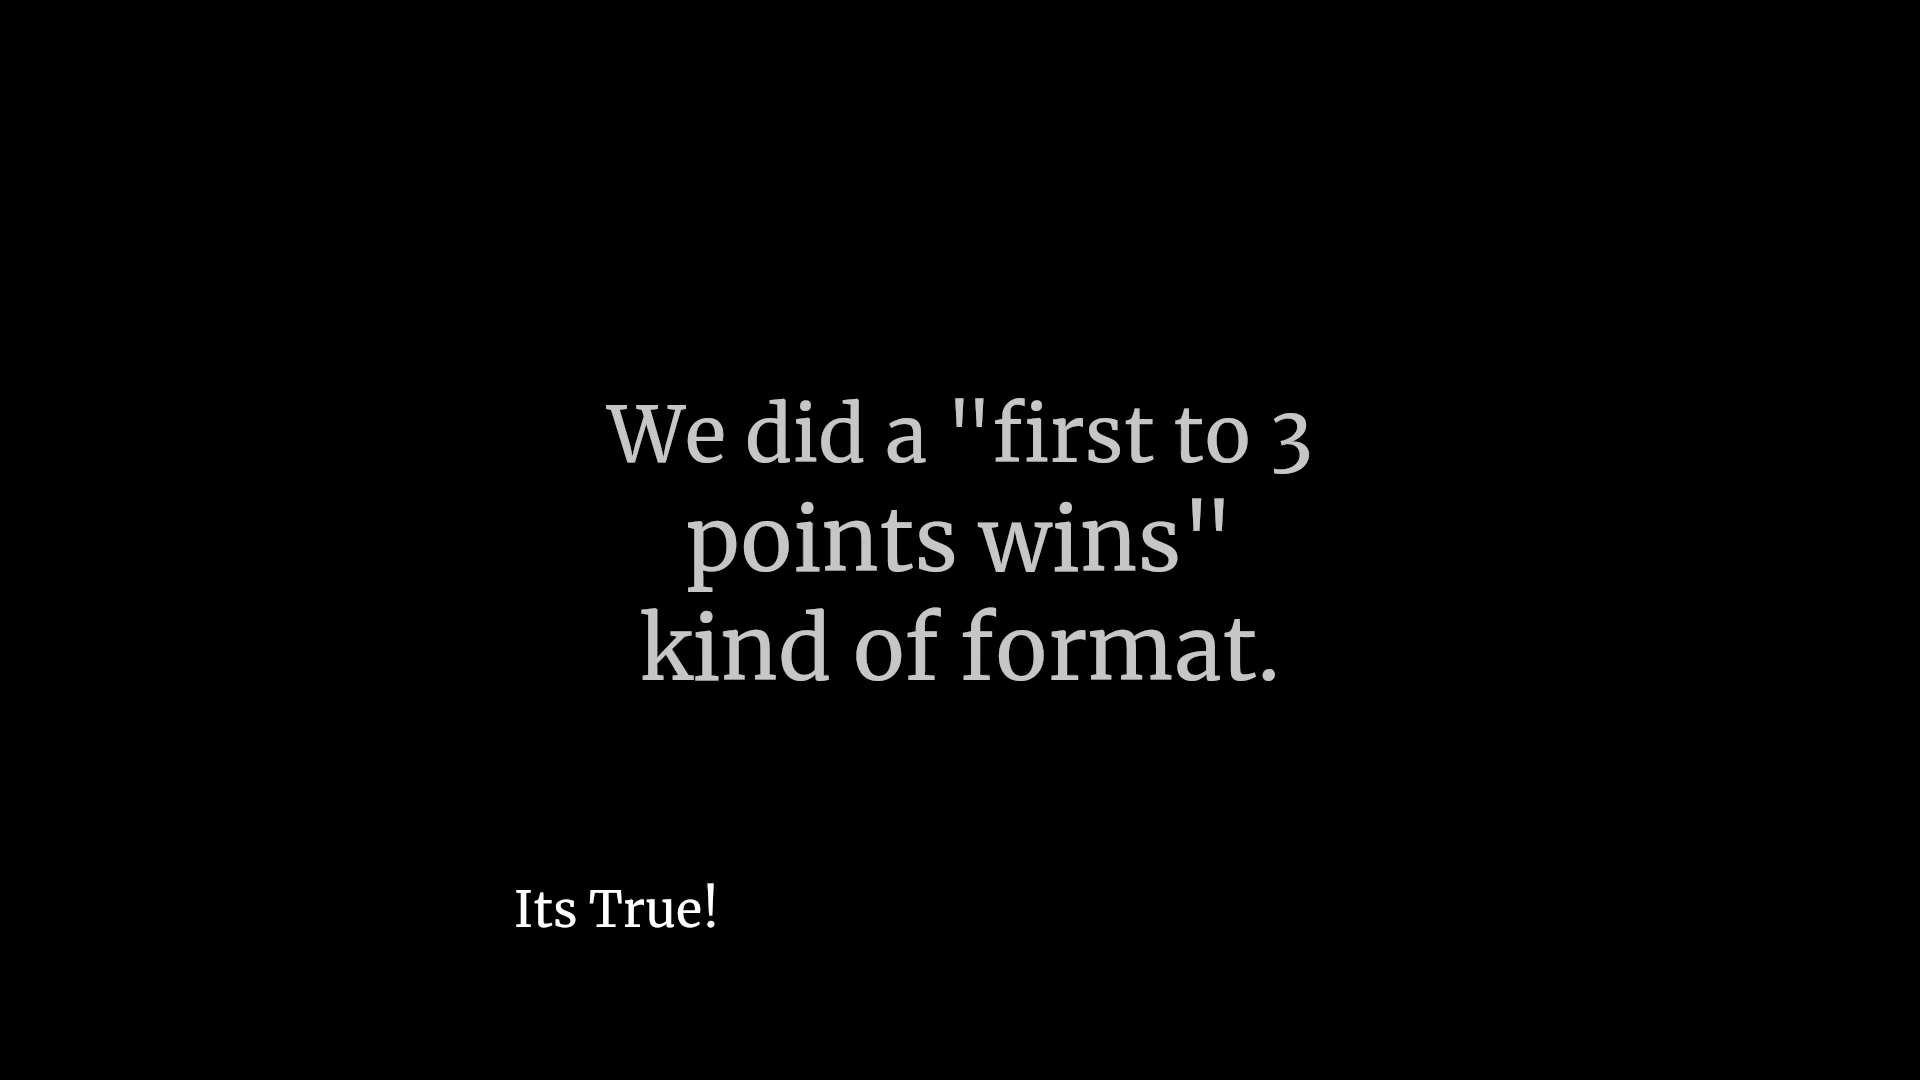 We did a "first to 3
points wins"
kind of format.
Its True!